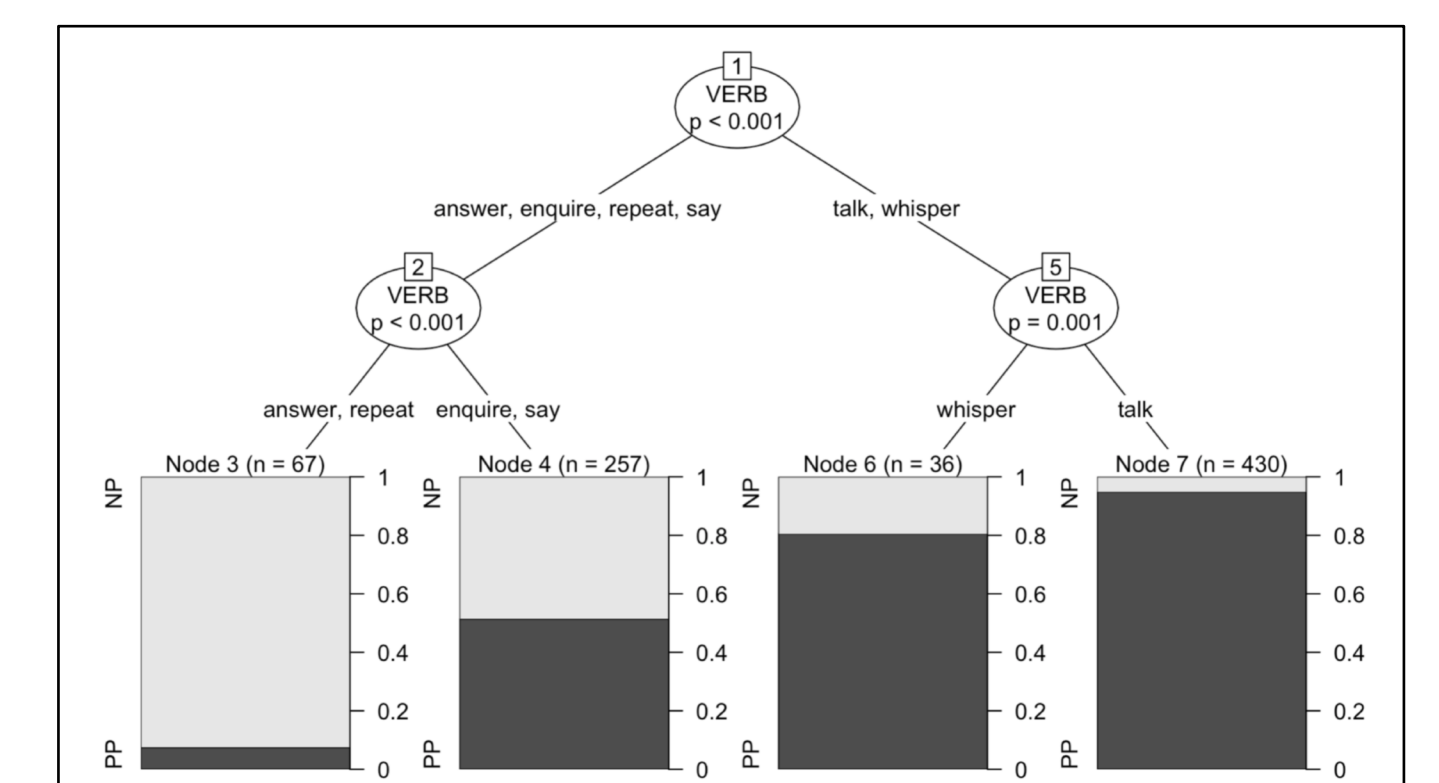 1
VERB
p < 0.001
answer, enquire, repeat, say
talk, whisper
2
VERB
p < 0.001
5
VERB
p = 0.001
answer, repeat
enquire, say
whisper
talk
Node 3 (n = 67)
NP
PP
1
0.8
0.6
0.4
0.2
0
Node 4 (n = 257)
NP
PP
1
0.8
0.6
0.4
0.2
0
Node 6 (n = 36)
NP
PP
1
0.8
0.6
0.4
0.2
0
Node 7 (n = 430)
NP
PP
1
0.8
0.6
0.4
0.2
0